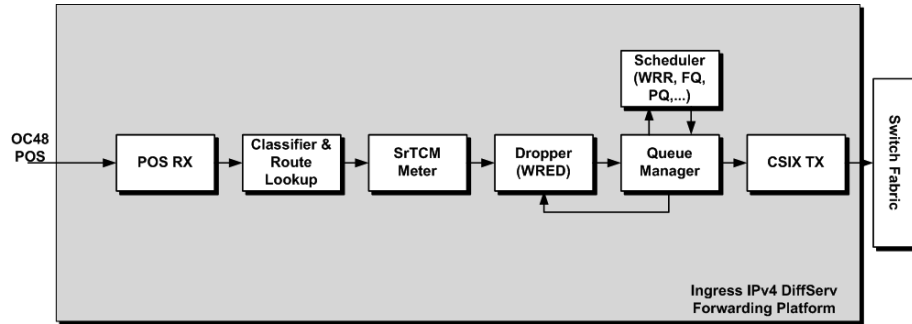 Scheduler
(WRR, FQ,
PQ,...)
OC48
POS
POS RX
Classifier &
Route
Lookup
SrTCM
Meter
Dropper
(WRED)
Queue
Manager
CSIX TX
Switch Fabric
Ingress IPv4 DiffServ
Forwarding Platform